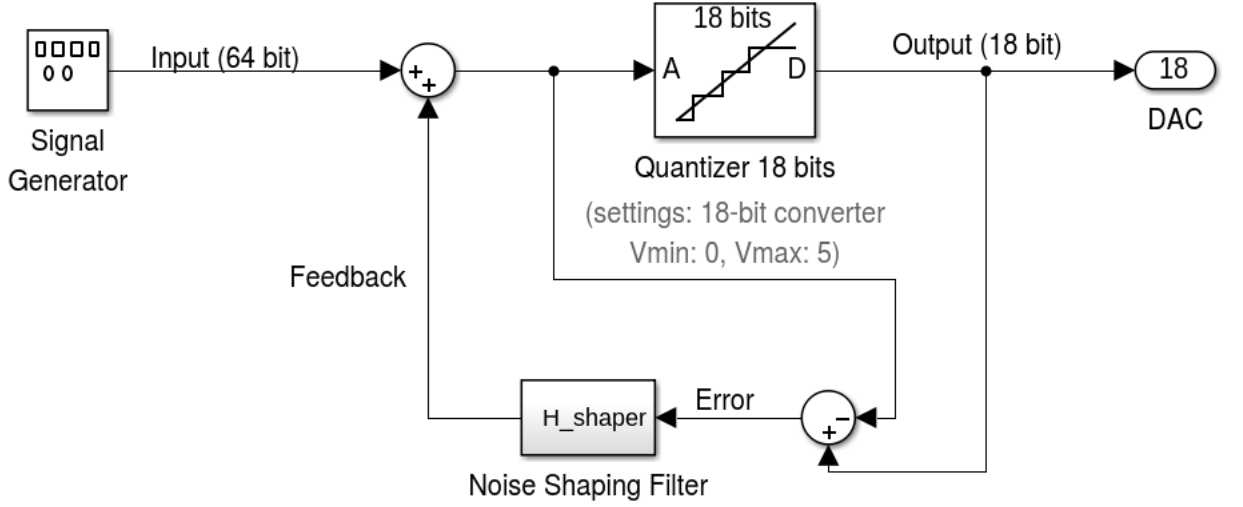 Input (64 bit)
Signal
Generator
+
+
18 bits
A
D
Quantizer 18 bits
(settings: 18-bit converter
Vmin: 0, Vmax: 5)
Output (18 bit)
18
DAC
Feedback
H_shaper
Noise Shaping Filter
Error
−
+